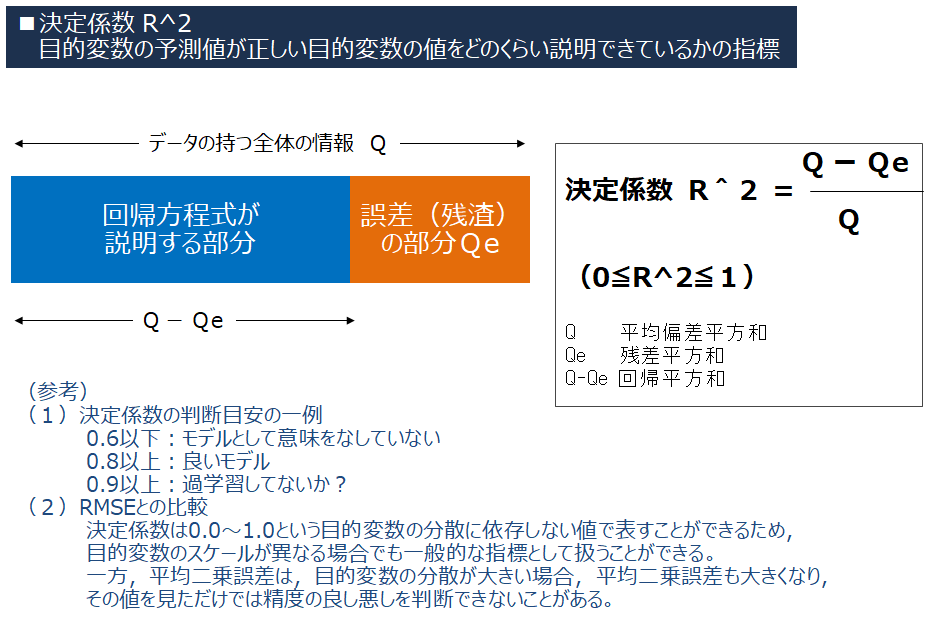 ■決定係数 R^2
目的変数の予測値が正しい目的変数の値をどのくらい説明できているかの指標
データの持つ全体の情報 Q
回帰方程式が
説明する部分
誤差（残渣）
の部分Qe
Q － Qe
決定係数 R＾2 ＝
Q － Qe
Q
（0≦R^2≦１）
Q 平均偏差平方和
Qe 残差平方和
Q-Qe 回帰平方和
（参考）
（１）決定係数の判断目安の一例
0.6以下：モデルとして意味をなしていない
0.8以上：良いモデル
0.9以上：過学習してないか？
（２）RMSEとの比較
決定係数は0.0～1.0という目的変数の分散に依存しない値で表すことができるため，
目的変数のスケールが異なる場合でも一般的な指標として扱うことができる。
一方，平均二乗誤差は，目的変数の分散が大きい場合，平均二乗誤差も大きくなり，
その値を見ただけでは精度の良し悪しを判断できないことがある。